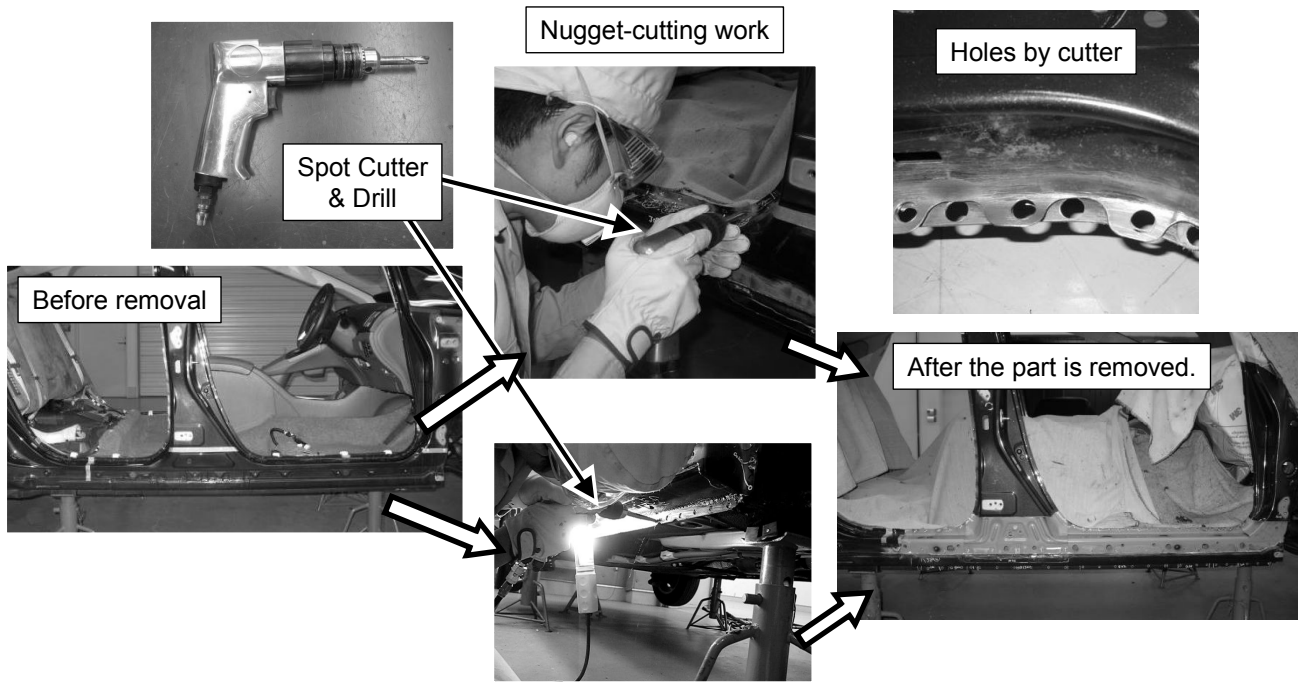 Nugget-cutting work
Holes by cutter
Spot Cutter
& Drill
Before removal
After the part is removed.